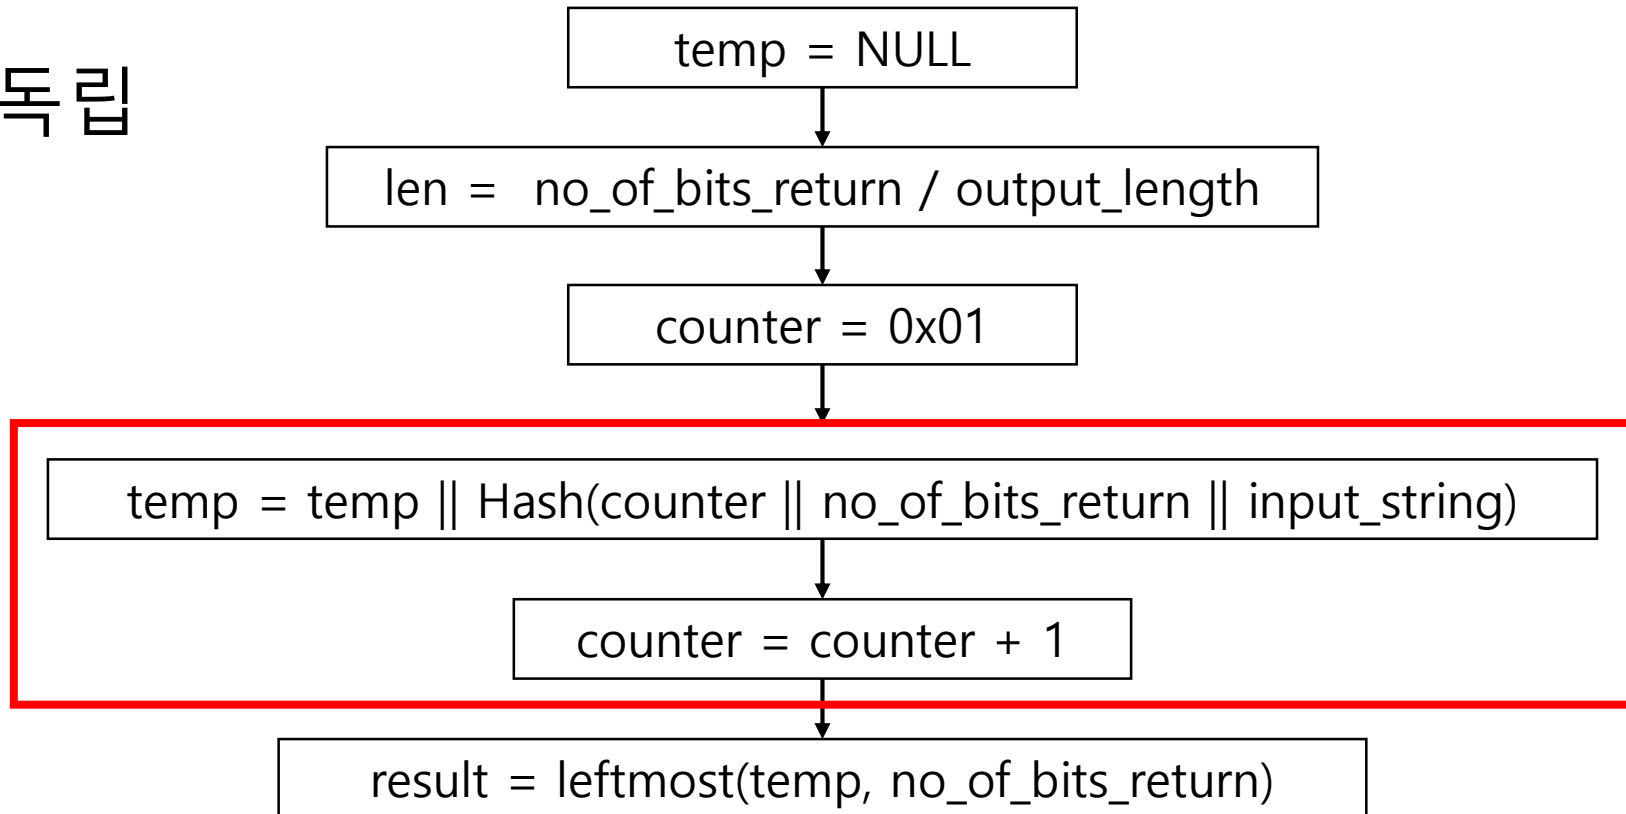 temp = NULL
독립
len = no_of_bits_return / output_length
counter = 0x01
temp = temp || Hash(counter || no_of_bits_return || input_string)
counter = counter + 1
result = leftmost(temp, no_of_bits_return)